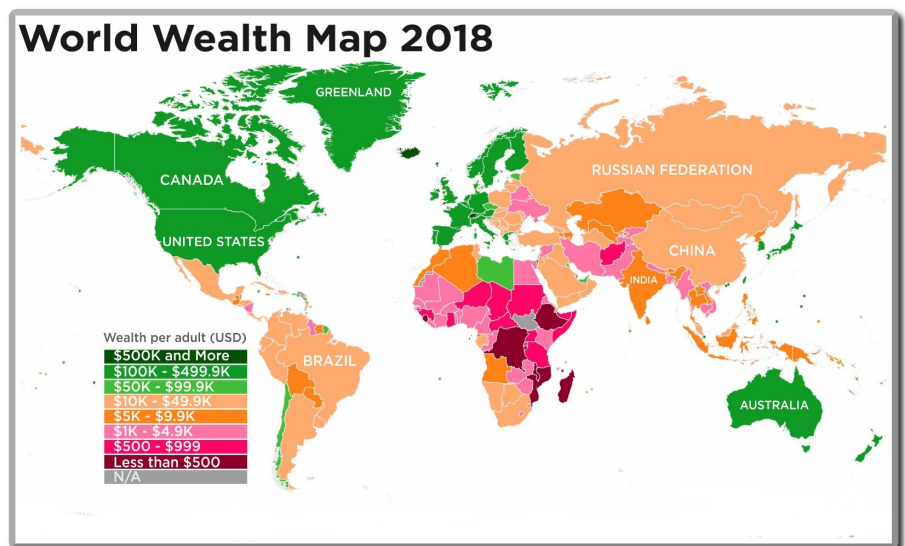 World Wealth Map 2018
GREENLAND
CANADA
RUSSIAN FEDERATION
UNITED STATES
CHINA
INDIA
Wealth per adult (USD)
$500K and More
$100K - $499.9K
$50K - $99.9K
$10K - $49.9K
$5K - $9.9K
$1K - $4.9K
$500 - $999
Less than $500
N/A
BRAZIL
AUSTRALIA